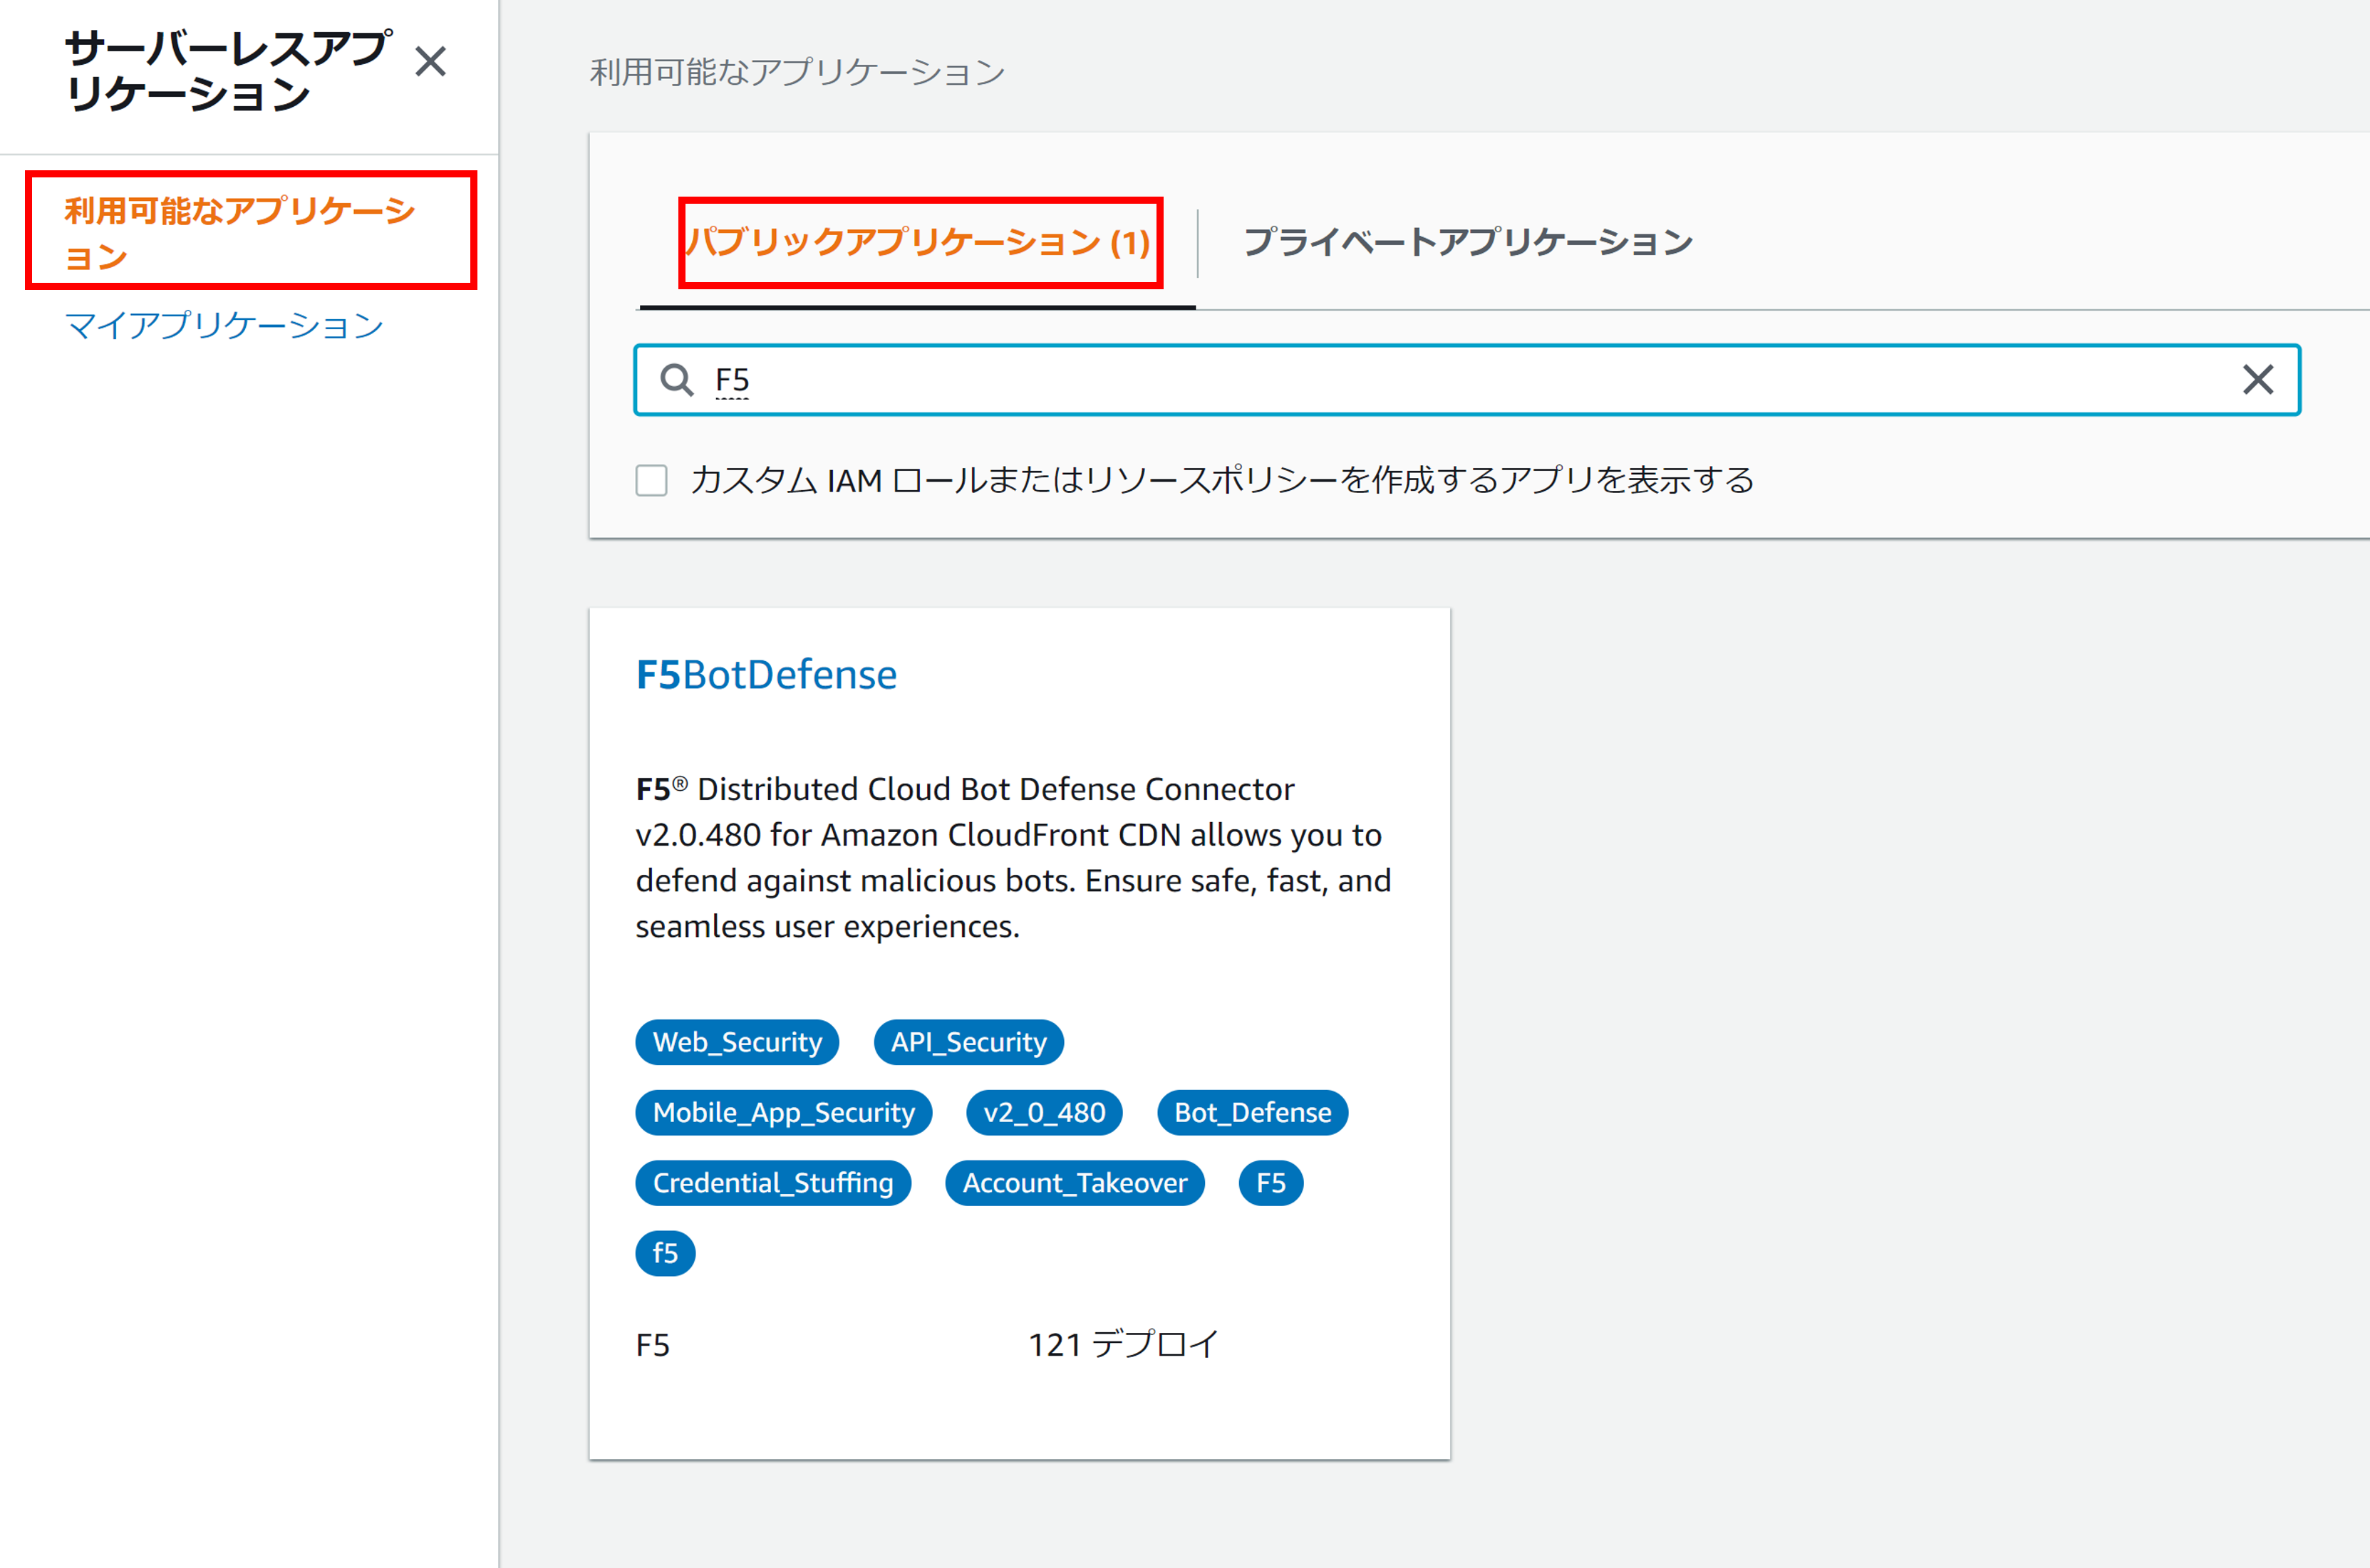 サーバーレスアプ
リケーション
利用可能なアプリケーシ
ョン
マイアプリケーション
利用可能なアプリケーション
パブリックアプリケーション (1)
プライベートアプリケーション
F5
カスタム IAM ロールまたはリソースポリシーを作成するアプリを表示する
F5BotDefense
F5® Distributed Cloud Bot Defense Connector
v2.0.480 for Amazon CloudFront CDN allows you to
defend against malicious bots. Ensure safe, fast, and
seamless user experiences.
Web_Security API_Security
Mobile_App_Security v2_0_480 Bot_Defense
Credential_Stuffing Account_Takeover F5
f5
F5 121 デプロイ